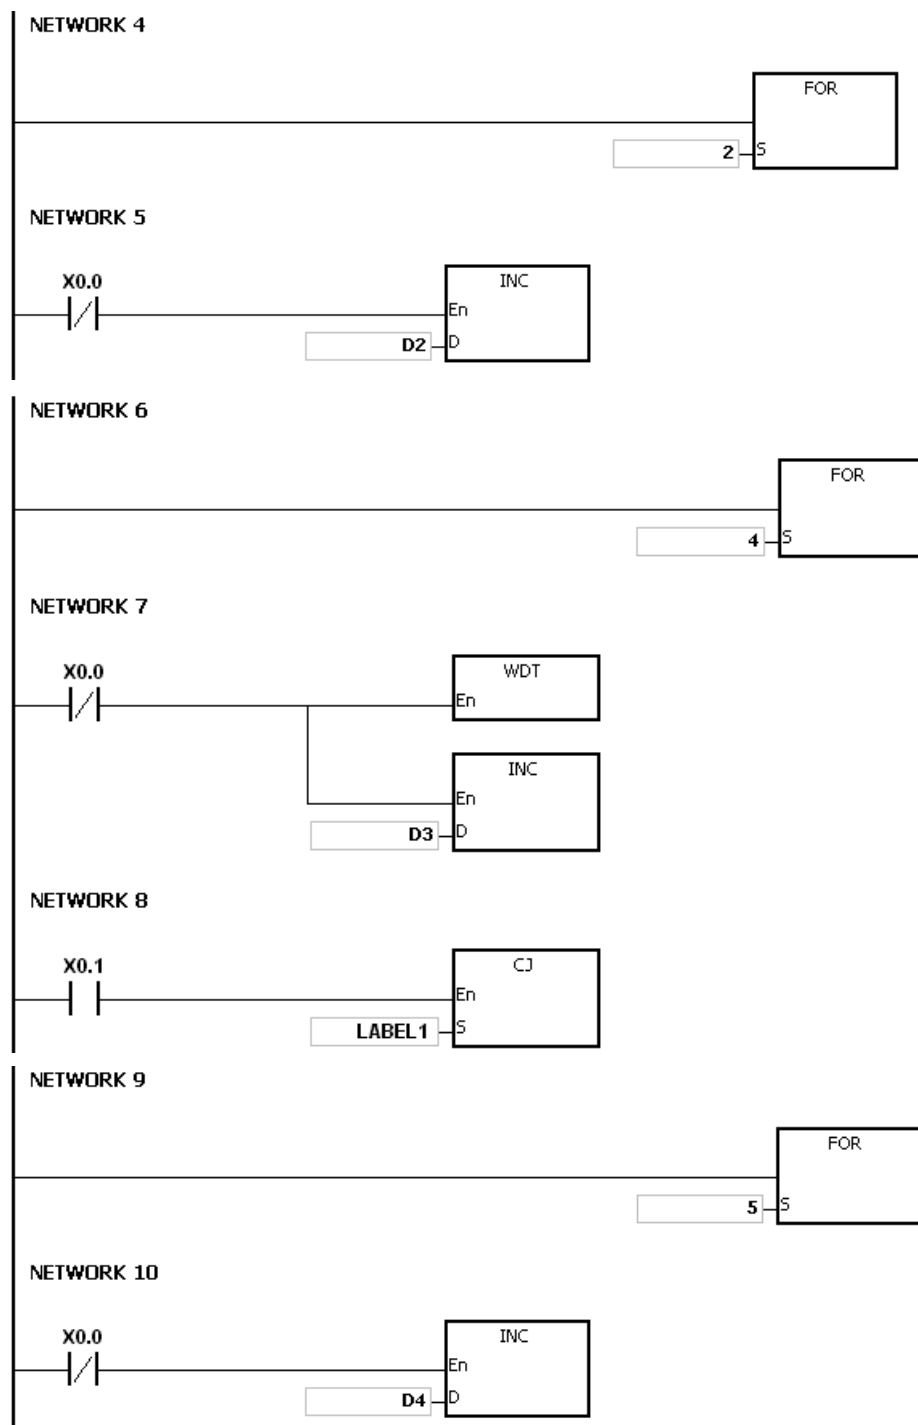 NETWORK 4
FOR
2 S
NETWORK 5
X0.0
INC
En
D2 D
NETWORK 6
FOR
4 S
NETWORK 7
X0.0
WDT
En
INC
En
D3 D
NETWORK 8
X0.1
CJ
En
LABEL1 S
NETWORK 9
FOR
5 S
NETWORK 10
X0.0
INC
En
D4 D